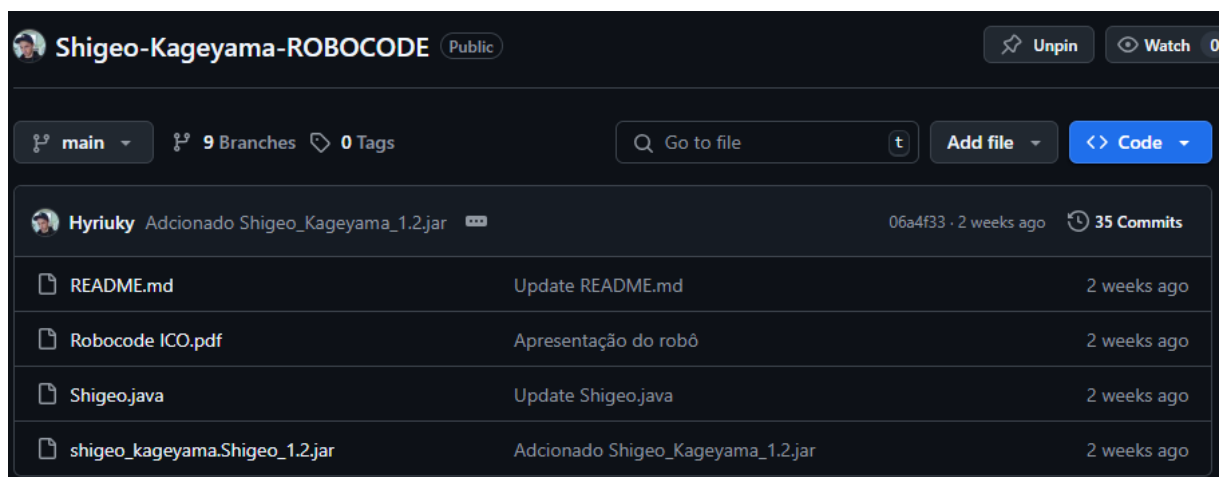 Shigeo-Kageyama-ROBOCODE Public Unpin Watch 0
main 9 Branches 0 Tags Go to file t Add file Code
Hyriuky Adcionado Shigeo_Kageyama_1.2.jar 06a4f33 · 2 weeks ago 35 Commits
README.md Update README.md 2 weeks ago
Robocode ICO.pdf Apresentação do robô 2 weeks ago
Shigeo.java Update Shigeo.java 2 weeks ago
shigeo_kageyama.Shigeo_1.2.jar Adcionado Shigeo_Kageyama_1.2.jar 2 weeks ago